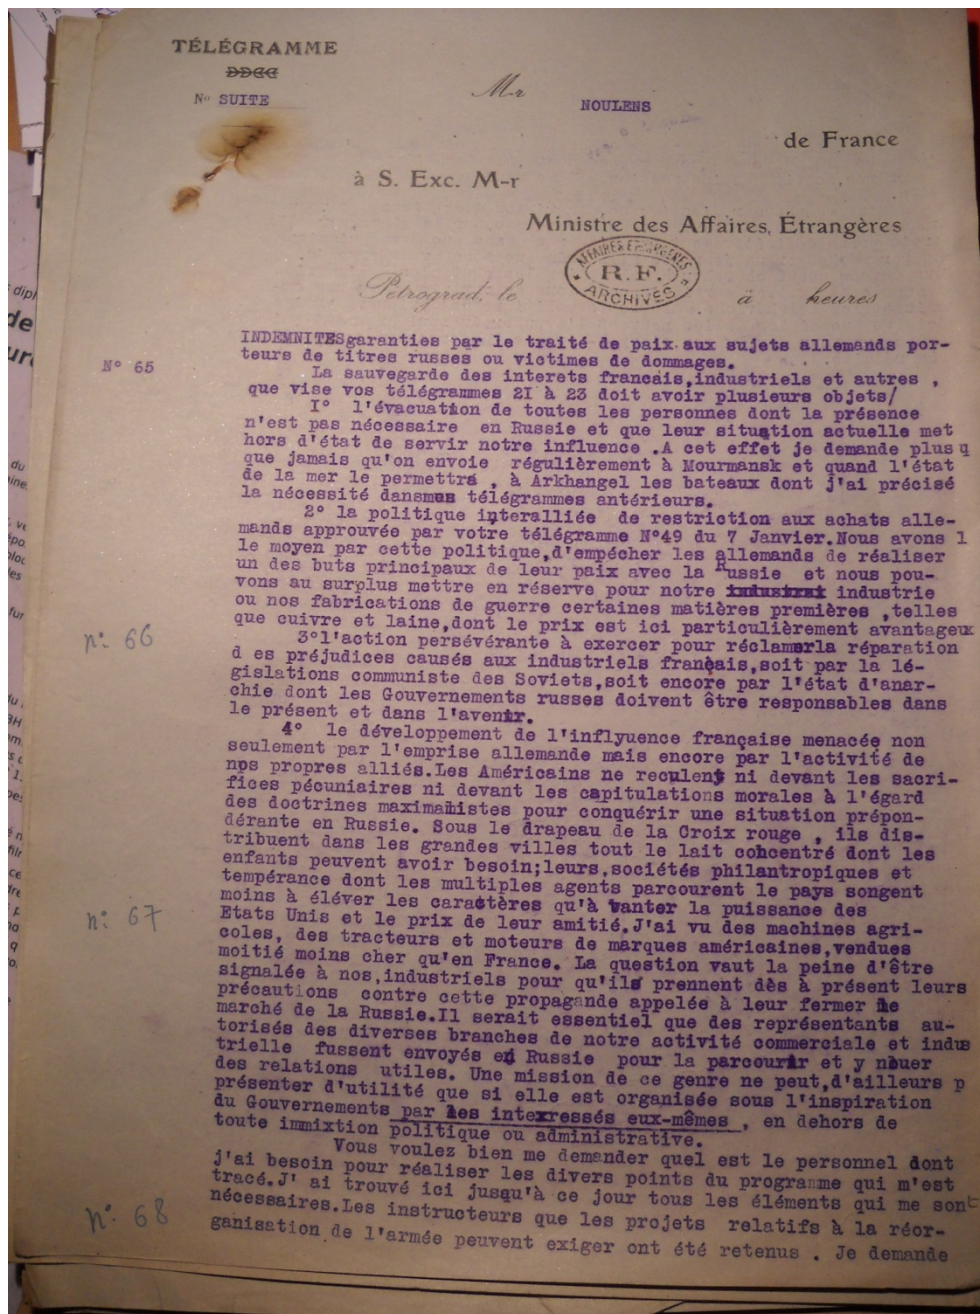 TÉLÉGRAMME
DDCC
No SUITE
M-r
NOULENS
de France
à S. Exc. M-r
Ministre des Affaires Étrangères
AFFAIRES ETRANGÈRES
R. F.
ARCHIVES
Pétrograd, le à heures
INDEMNITESgaranties par le traité de paix aux sujets allemands por-
N° 65
teurs de titres russes ou victimes de dommages.
La sauvegarde des interets francais,industriels et autres ,
que vise vos télégrammes 2I à 23 doit avoir plusieurs objets/
I° l'évacuation de toutes les personnes dont la présence
n'est pas nécessaire en Russie et que leur situation actuelle met
hors d'état de servir notre influence .A cet effet je demande plus q
que jamais qu'on envoie régulièrement à Mourmansk et quand l'état
de la mer le permettra , à Arkhangel les bateaux dont j'ai précisé
la nécessité dansmes télégrammes antérieurs.
2° la politique interalliée de restriction aux achats alle-
mands approuvée par votre télégramme N°49 du 7 Janvier.Nous avons l
le moyen par cette politique,d'empécher les allemands de réaliser
un des buts principaux de leur paix avec la Russie et nous pou-
vons au surplus mettre en réserve pour notre industrai industrie
ou nos fabrications de guerre certaines matières premières ,telles
que cuivre et laine,dont le prix est ici particulièrement avantageux
n: 66
3°l'action persévérante à exercer pour réclamerla réparation
d es préjudices causés aux industriels français,soit par la lé-
gislations communiste des Soviets,soit encore par l'état d'anar-
chie dont les Gouvernements russes doivent être responsables dans
le présent et dans l'avenir.
4° le développement de l'inflyuence française menacée non
seulement par l'emprise allemande mais encore par l'activité de
nos propres alliés.Les Américains ne reculent ni devant les sacri-
fices pécuniaires ni devant les capitulations morales à l'égard
des doctrines maximalistes pour conquérir une situation prépon-
dérante en Russie. Sous le drapeau de la Croix rouge , ils dis-
tribuent dans les grandes villes tout le lait concentré dont les
enfants peuvent avoir besoin;leurs,sociétés philantropiques et
tempérance dont les multiples agents parcourent le pays songent
moins à éléver les caractères qu'à vanter la puissance des
n: 67
Etats Unis et le prix de leur amitié.J'ai vu des machines agri-
coles, des tracteurs et moteurs de marques américaines,vendues
moitié moins cher qu'en France. La question vaut la peine d'être
signalée à nos,industriels pour qu'ils prennent dès à présent leurs
précautions contre cette propagande appelée à leur fermer le
marché de la Russie.Il serait essentiel que des représentants au-
torisés des diverses branches de notre activité commerciale et indus
trielle fussent envoyés en Russie pour la parcourir et y nouer
des relations utiles. Une mission de ce genre ne peut,d'ailleurs p
présenter d'utilité que si elle est organisée sous l'inspiration
du Gouvernements par les intexressés eux-mêmes , en dehors de
toute immixtion politique ou administrative.
Vous voulez bien me demander quel est le personnel dont
j'ai besoin pour réaliser les divers points du programme qui m'est
tracé.J' ai trouvé ici jusqu'à ce jour tous les éléments qui me sont
n: 68
nécessaires.Les instructeurs que les projets relatifs à la réor-
ganisation de l'armée peuvent exiger ont été retenus . Je demande